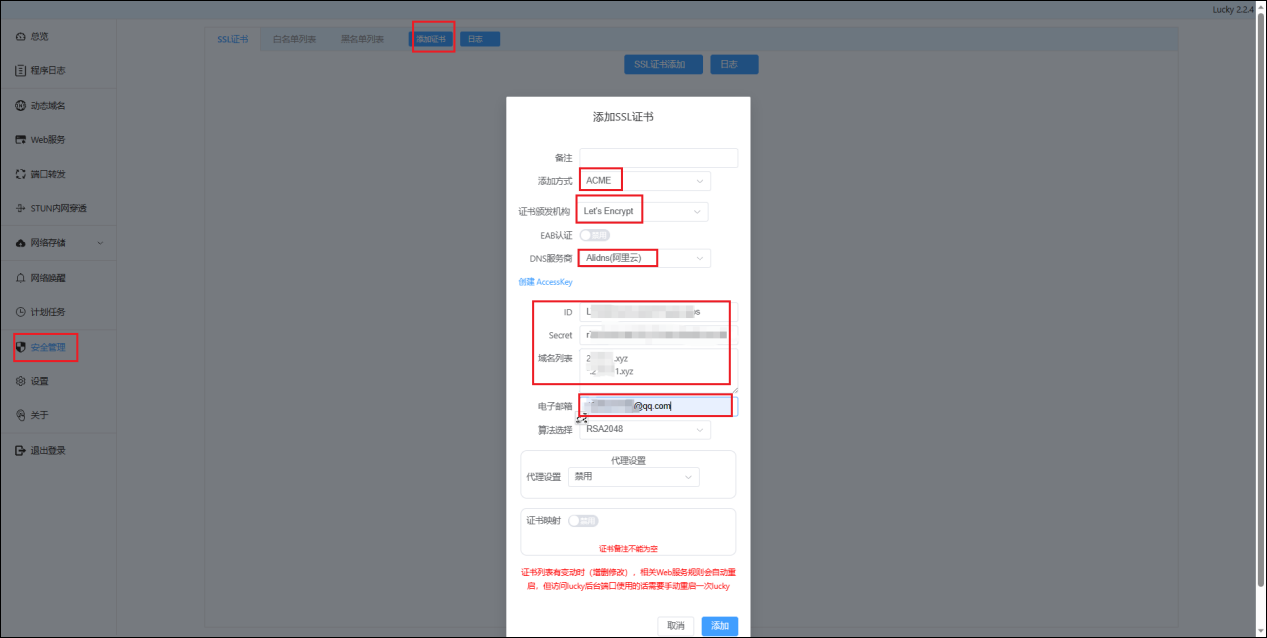 Lucky 2.2.4
总览
程序日志
动态域名
Web服务
端口转发
STUN内网穿透
网络存储
网络唤醒
计划任务
安全管理
设置
关于
退出登录
SSL证书 白名单列表 黑名单列表 添加证书 日志
SSL证书添加 日志
添加SSL证书
备注
添加方式 ACME
证书颁发机构 Let's Encrypt
EAB认证 禁用
DNS服务商 Alidns(阿里云)
创建 AccessKey
ID
Secret
域名列表 .xyz
1.xyz
电子邮箱 @qq.com
算法选择 RSA2048
代理设置
代理设置 禁用
证书映射 禁用
证书备注不能为空
证书列表有变动时（增删修改），相关Web服务规则会自动重
启、但访问lucky后台端口使用的话需要手动重启一次lucky
取消 添加